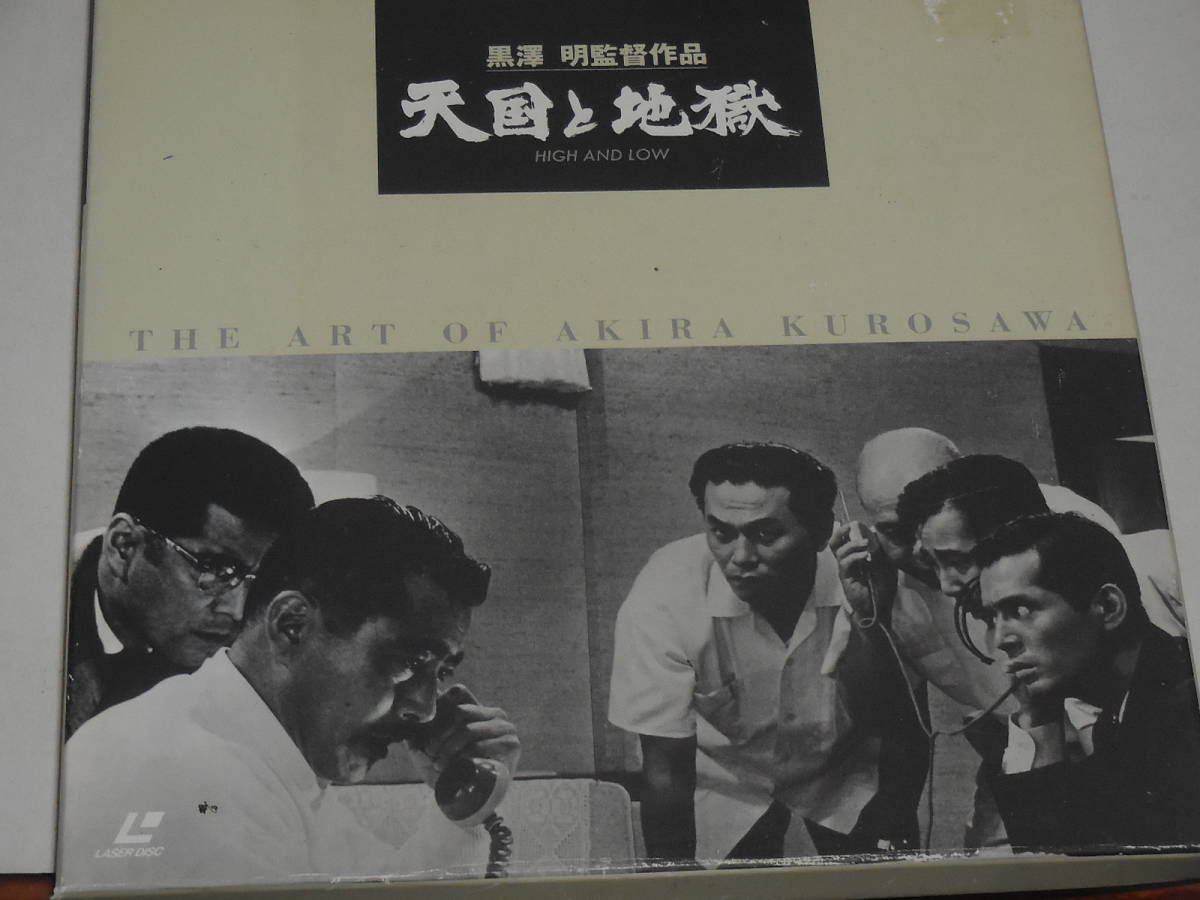 黒澤 明監督作品
天国と地獄
HIGH AND LOW
THE ART OF AKIRA KUROSAWA
LASER DISC